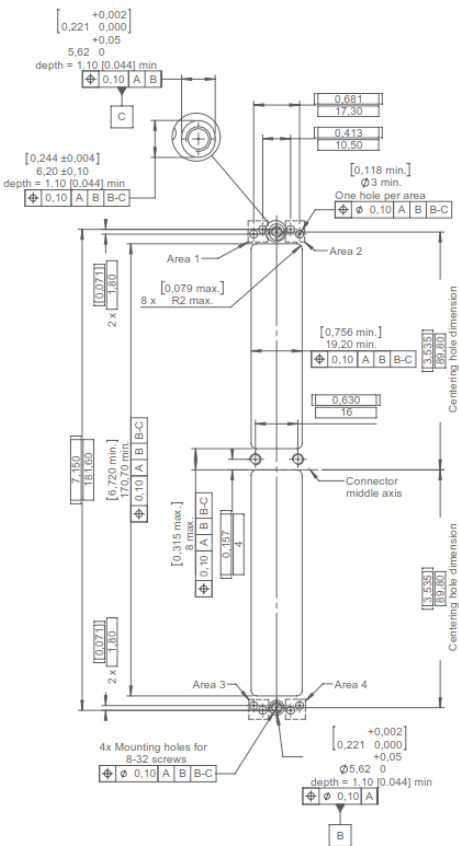 +0,002
[0,221 0,000]
+0,05
5,62 0
depth = 1.10 [0.044] min
⌖ 0,10 A B
C
[0,244 ±0,004]
6,20 ±0,10
depth = 1.10 [0.044] min
⌖ 0,10 A B B-C
[0,681]
17,30
[0,413]
10,50
[0,118 min.]
Ø3 min.
One hole per area
⌖ ø 0,10 A B B-C
Area 1
Area 2
[0,079 max.]
8 x R2 max.
[0,071]
1,80
2 x
[0,756 min.]
19,20 min.
⌖ 0,10 A B B-C
[3,535]
89,80
Centering hole dimension
[0,630]
16
7,150
181,60
[6,720 min.]
170,70 min.
⌖ 0,10 A B B-C
Connector
middle axis
[0,315 max.]
8 max.
⌖ 0,10 A B B-C
[0,157]
4
[3,535]
89,80
Centering hole dimension
[0,071]
1,80
2 x
Area 3
Area 4
4x Mounting holes for
8-32 screws
⌖ ø 0,10 A B B-C
+0,002
[0,221 0,000]
+0,05
Ø5,62 0
depth = 1.10 [0.044] min
⌖ ø 0,10 A
B